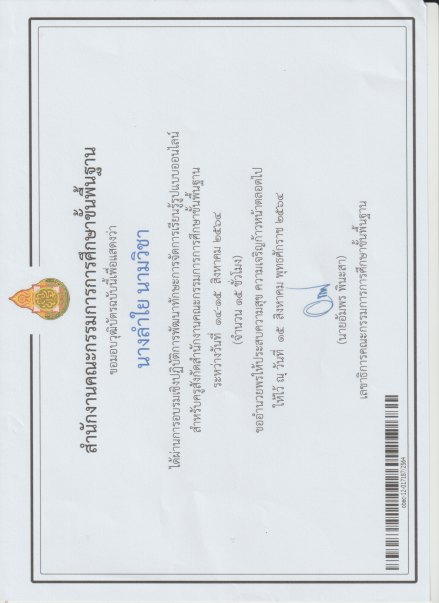 สำนักงานคณะกรรมการการศึกษาขั้นพื้นฐาน
ขอมอบวุฒิบัตรฉบับนี้เพื่อแสดงว่า
นางลำใย นามวิชา
ได้ผ่านการอบรมเชิงปฏิบัติการพัฒนาทักษะการจัดการเรียนรู้รูปแบบออนไลน์
สำหรับครูสังกัดสำนักงานคณะกรรมการการศึกษาขั้นพื้นฐาน
ระหว่างวันที่ ๑๔-๑๕ สิงหาคม ๒๕๖๔
(จำนวน ๑๕ ชั่วโมง)
ขออำนวยพรให้ประสบความสุข ความเจริญก้าวหน้าตลอดไป
ให้ไว้ ณ วันที่ ๑๕ สิงหาคม พุทธศักราช ๒๕๖๔
(นายอัมพร พินะสา)
เลขาธิการคณะกรรมการการศึกษาขั้นพื้นฐาน